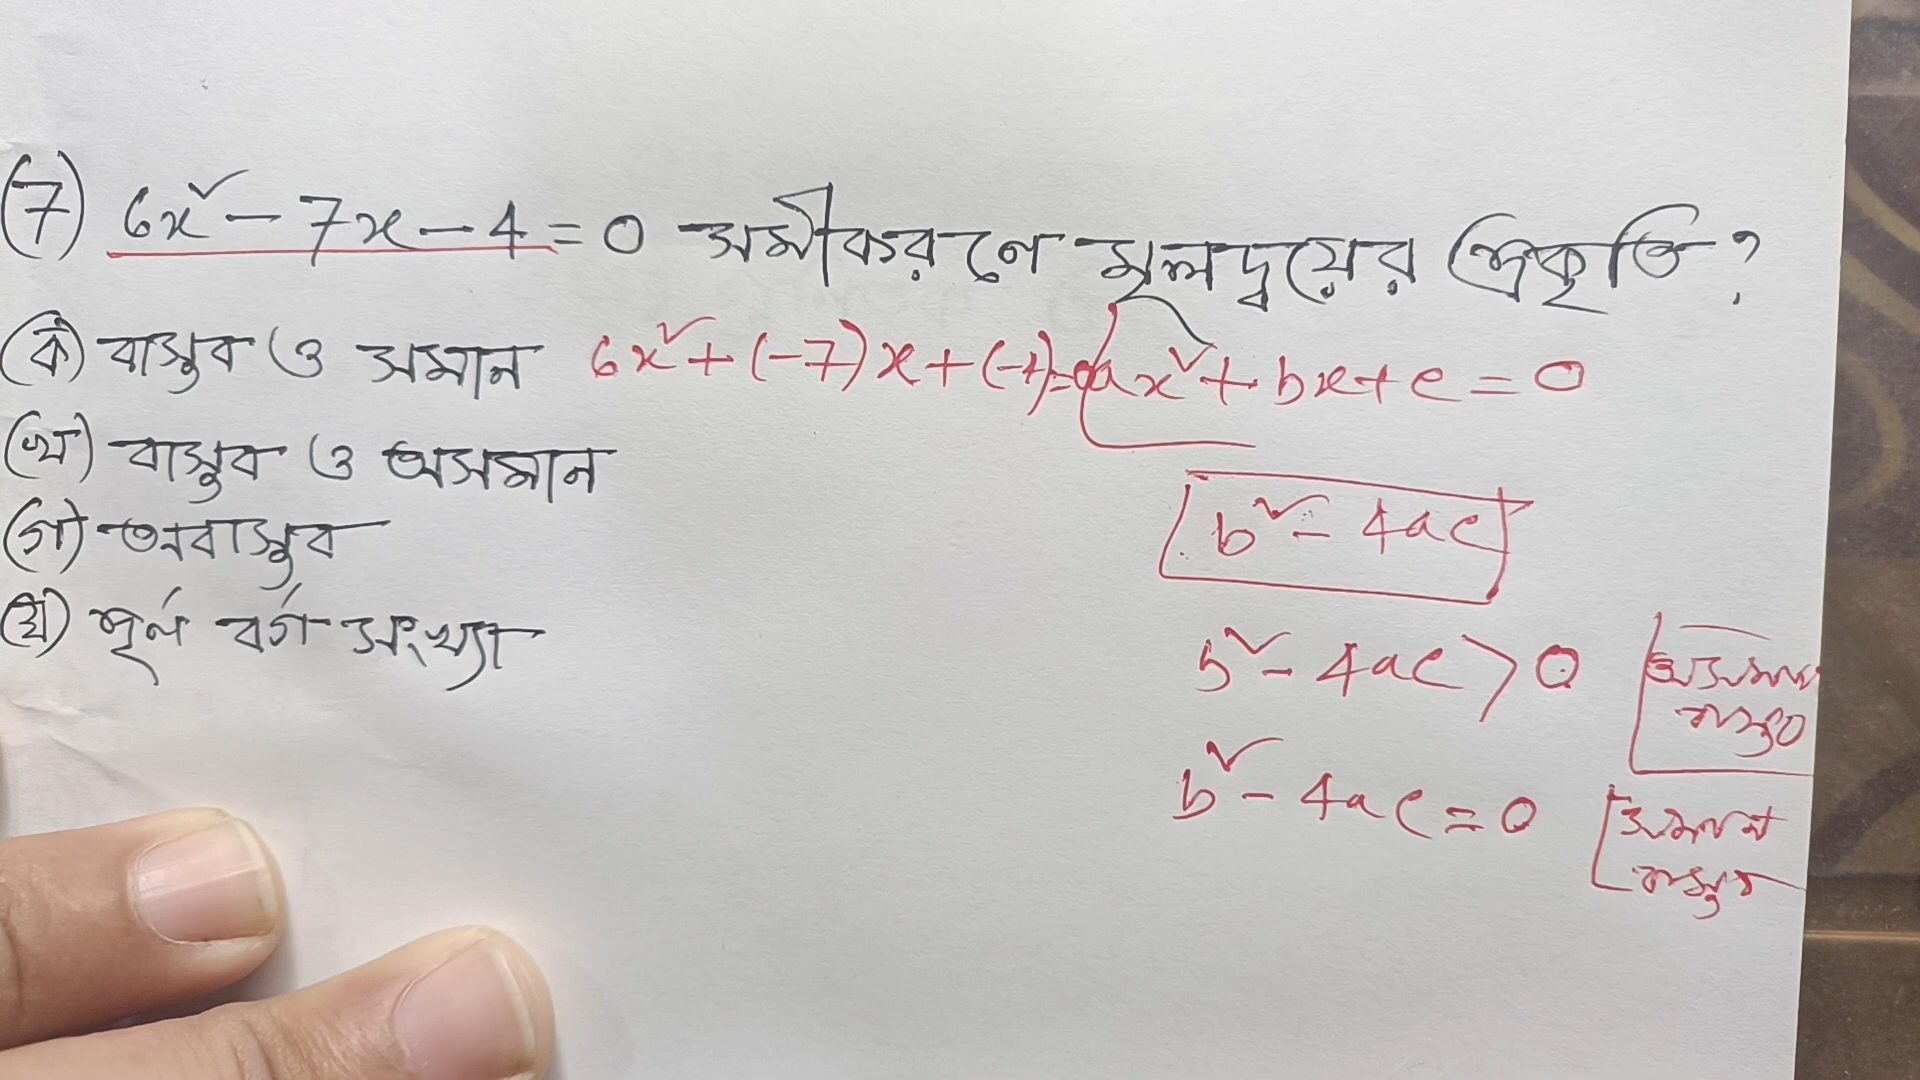 (7) 6x² - 7x - 4 = 0 সমীকরণে মূলদ্বয়ের প্রকৃতি ?
(ক) বাস্তব ও সমান 6x² + (-7)x + (-4) = 0 ax² + bx + c = 0
(খ) বাস্তব ও অসমান
b² - 4ac
(গ) অবাস্তব
(ঘ) পূর্ণ বর্গ সংখ্যা
b² - 4ac > 0 অসমান
বাস্তব
b² - 4ac = 0 সমান
বাস্তব